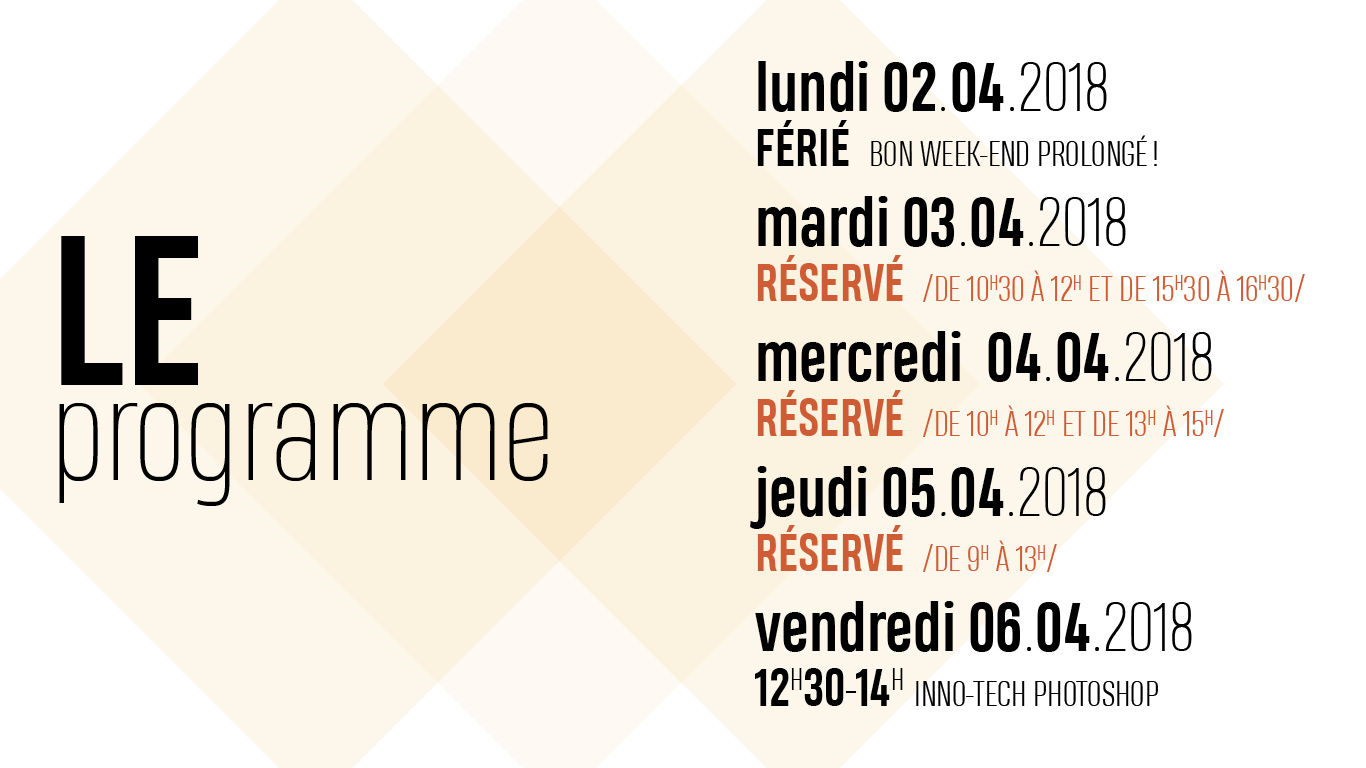 LE
programme
lundi 02.04.2018
FÉRIÉ BON WEEK-END PROLONGÉ !
mardi 03.04.2018
RÉSERVÉ /DE 10H30 À 12H ET DE 15H30 À 16H30/
mercredi 04.04.2018
RÉSERVÉ /DE 10H À 12H ET DE 13H À 15H/
jeudi 05.04.2018
RÉSERVÉ /DE 9H À 13H/
vendredi 06.04.2018
12H30-14H INNO-TECH PHOTOSHOP